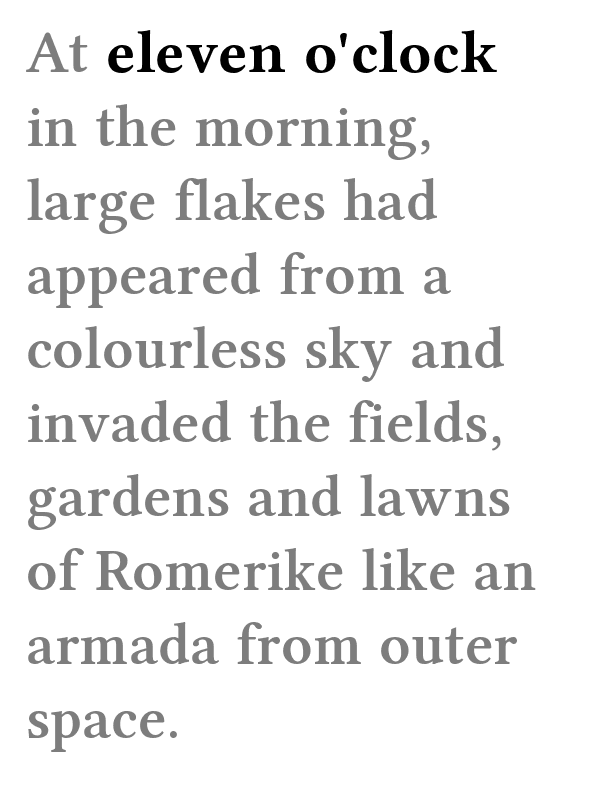 At eleven o'clock
in the morning,
large flakes had
appeared from a
colourless sky and
invaded the fields,
gardens and lawns
of Romerike like an
armada from outer
space.